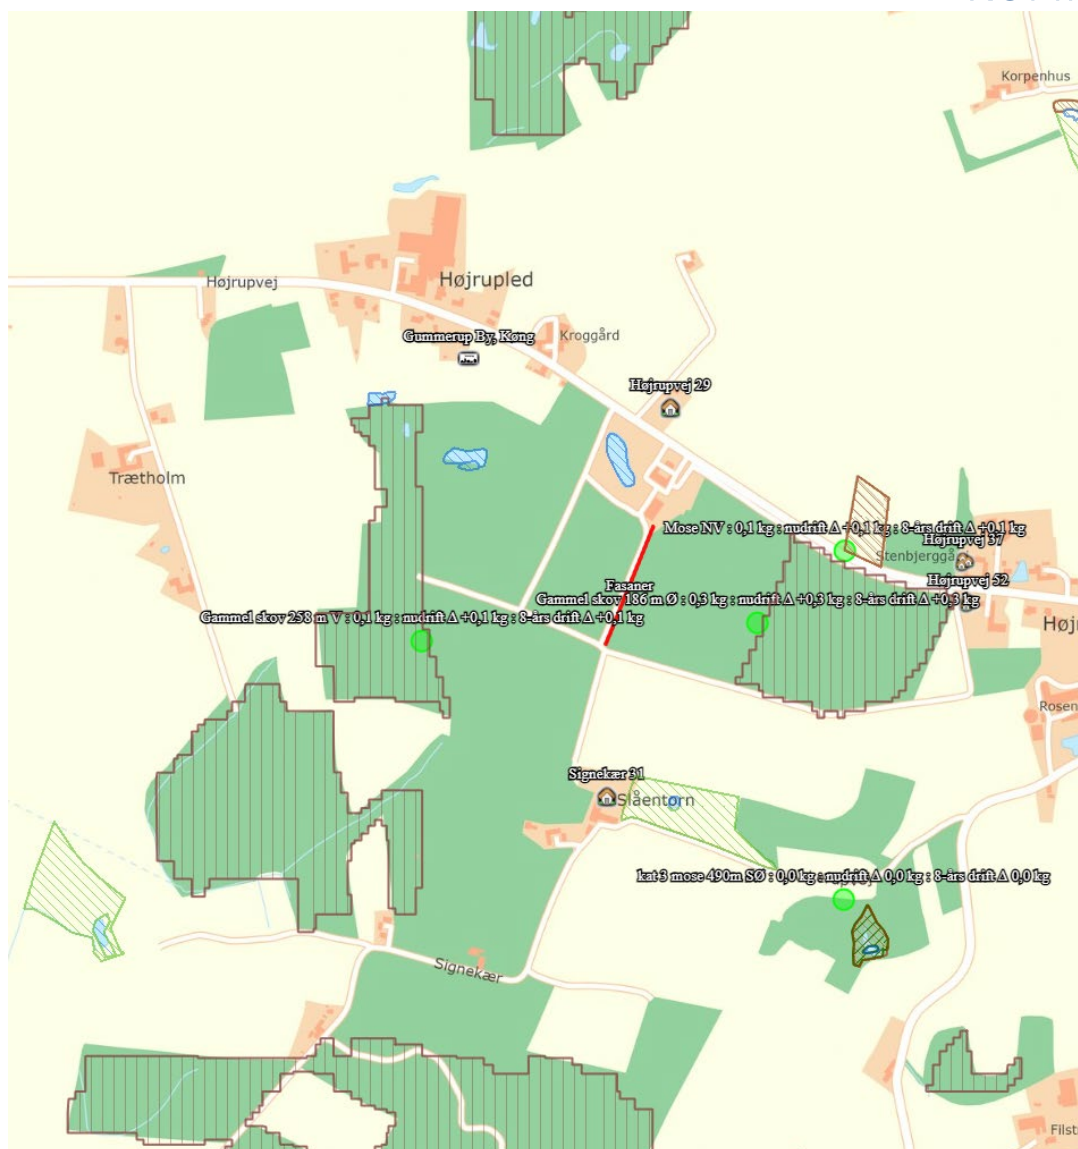 Korpenhus
Højrupvej
Højrupled
Gummerup By, Køng
Kroggård
Højrupvej 29
Trætholm
Mose NV : 0,1 kg : nudrift Δ +0,1 kg : 8-års drift Δ +0,1 kg
Højrupvej 37
Stenbjerggå
Højrupvej 52
Fasaner
Gammel skov 186 m Ø : 0,3 kg : nudrift Δ +0,3 kg : 8-års drift Δ +0,3 kg
Gammel skov 258 m V : 0,1 kg : nudrift Δ +0,1 kg : 8-års drift Δ +0,1 kg
Højr
Rosen
Signekær 31
Slåentorn
kat 3 mose 490m SØ : 0,0 kg : nudrift Δ 0,0 kg : 8-års drift Δ 0,0 kg
Signekær
Filst